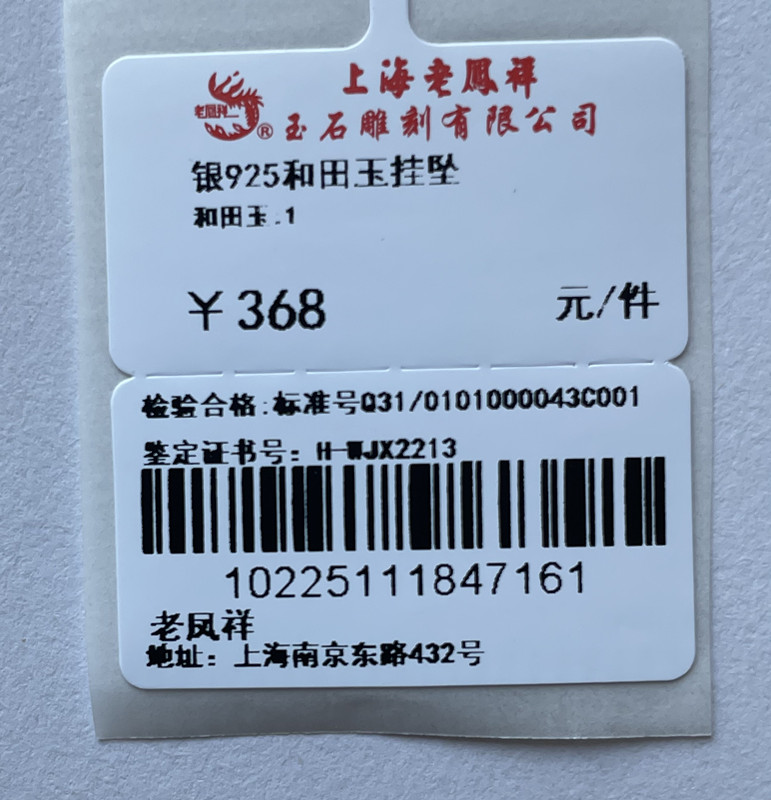 上海老鳳祥
老鳳祥 ® 玉石雕刻有限公司
银925和田玉挂坠
和田玉.1
￥368 元/件
检验合格:标准号Q31/0101000043C001
鉴定证书号: H-WJX2213
10225111847161
老凤祥
地址: 上海南京东路432号